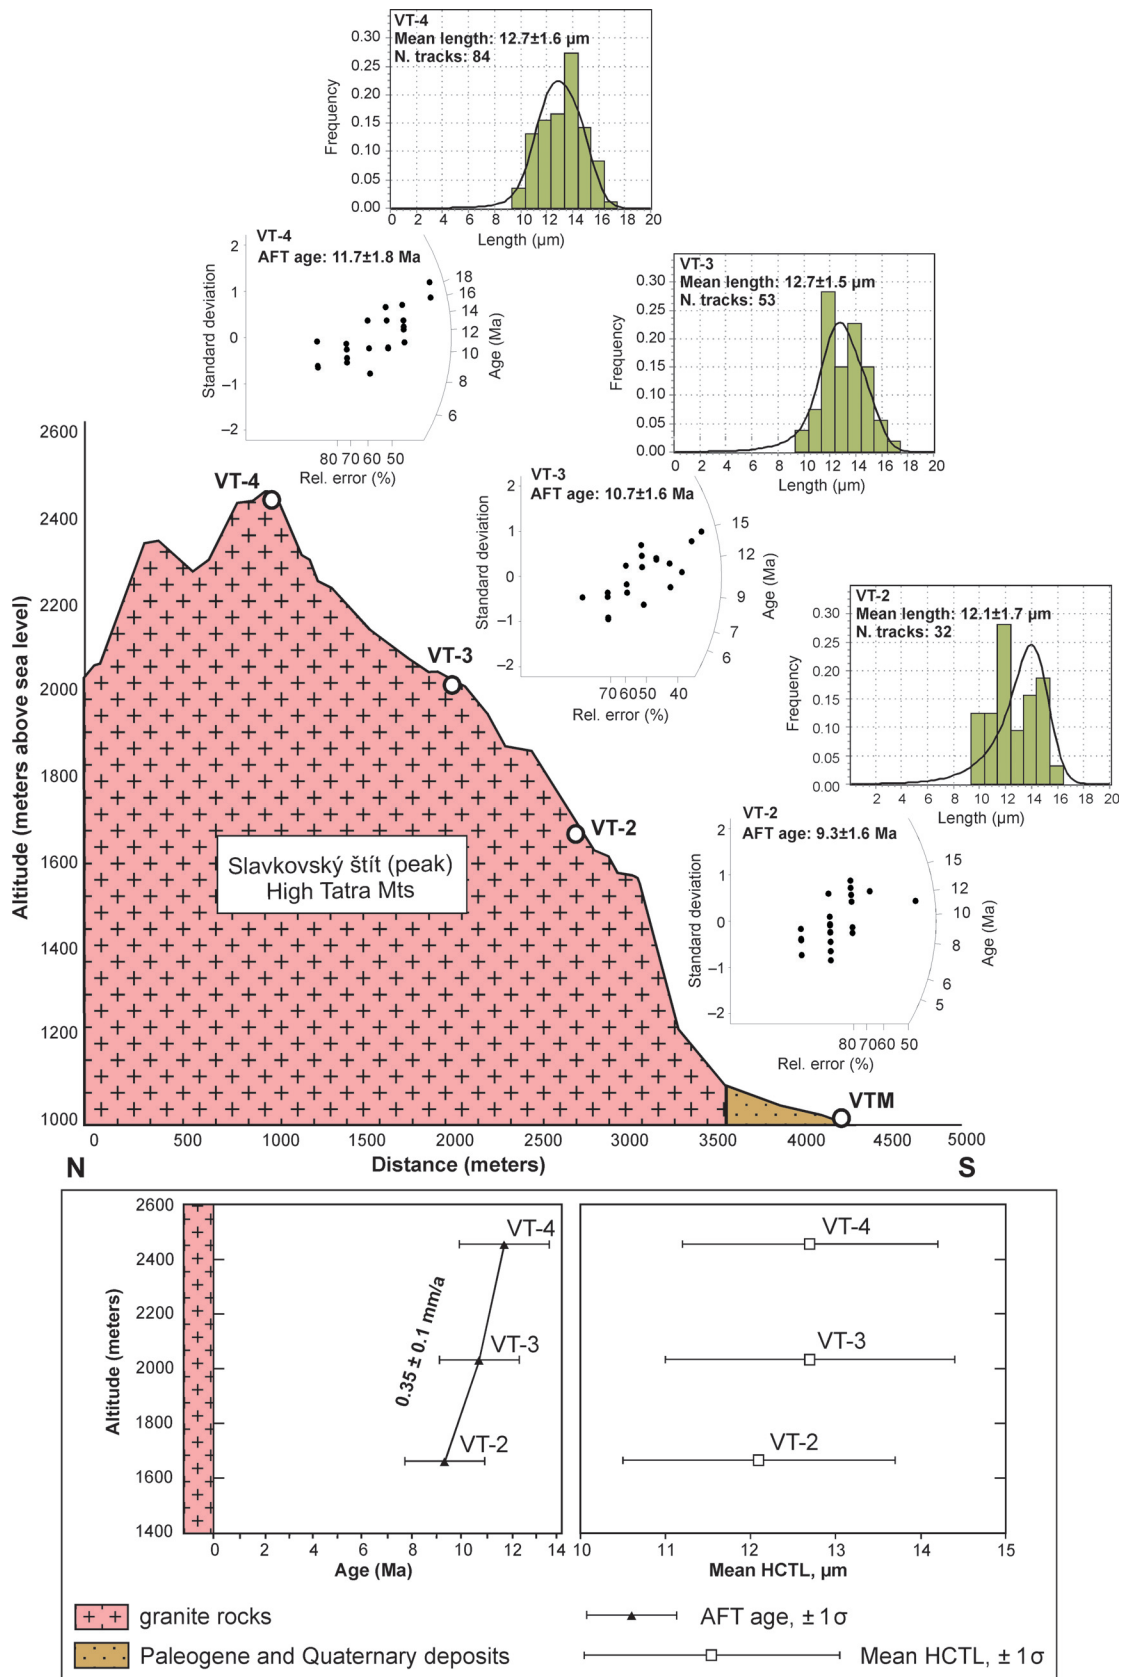 VT-4
Mean length: 12.7±1.6 µm
N. tracks: 84
0.30
0.25
0.20
0.15
0.10
0.05
0.00
Frequency
0 2 4 6 8 10 12 14 16 18 20
Length (µm)
VT-4
AFT age: 11.7±1.8 Ma
2
1
0
−1
−2
Standard deviation
18
16
14
12
10
8
6
Age (Ma)
80 70 60 50
Rel. error (%)
VT-3
Mean length: 12.7±1.5 µm
N. tracks: 53
0.30
0.25
0.20
0.15
0.10
0.05
0.00
Frequency
0 2 4 6 8 10 12 14 16 18 20
Length (µm)
VT-3
AFT age: 10.7±1.6 Ma
2
1
0
−1
−2
Standard deviation
15
12
9
7
6
Age (Ma)
70 60 50 40
Rel. error (%)
VT-2
Mean length: 12.1±1.7 µm
N. tracks: 32
0.30
0.25
0.20
0.15
0.10
0.05
0.00
Frequency
2 4 6 8 10 12 14 16 18 20
Length (µm)
VT-2
AFT age: 9.3±1.6 Ma
2
1
0
−1
−2
Standard deviation
15
12
10
8
6
5
Age (Ma)
80 70 60 50
Rel. error (%)
2600
2400
2200
2000
1800
1600
1400
1200
1000
Altitude (meters above sea level)
VT-4
VT-3
VT-2
VTM
Slavkovský štít (peak)
High Tatra Mts
0 500 1000 1500 2000 2500 3000 3500 4000 4500 5000
N
Distance (meters)
S
2600
2400
2200
2000
1800
1600
1400
Altitude (meters)
VT-4
VT-3
VT-2
0.35 ± 0.1 mm/a
0 2 4 6 8 10 12 14
Age (Ma)
VT-4
VT-3
VT-2
10 11 12 13 14 15
Mean HCTL, µm
granite rocks
AFT age, ± 1σ
Paleogene and Quaternary deposits
Mean HCTL, ± 1σ